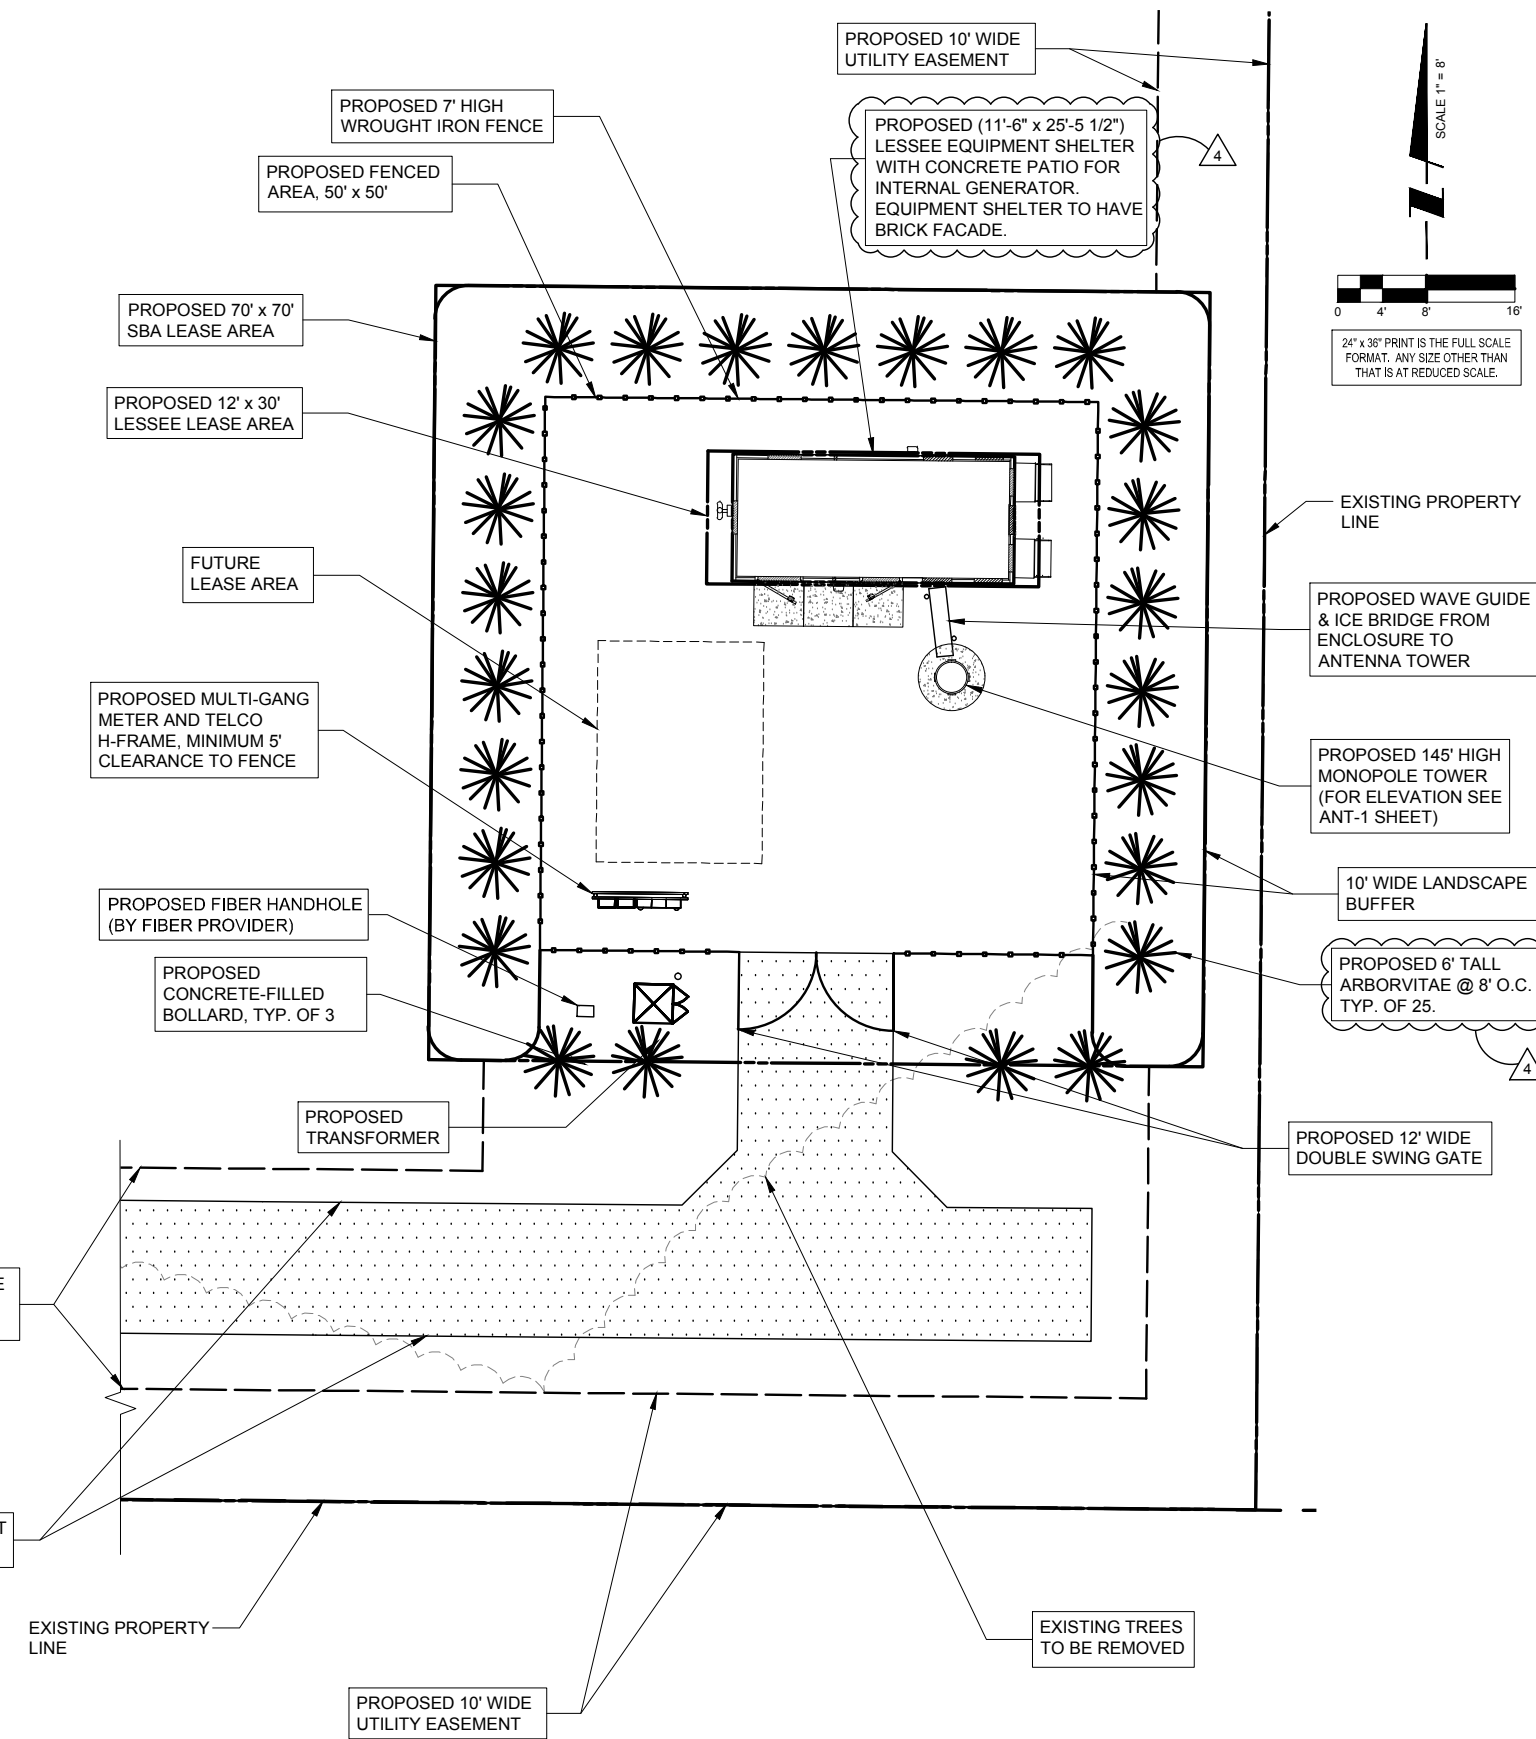 PROPOSED 10' WIDE
UTILITY EASEMENT
SCALE 1" = 8'
PROPOSED 7' HIGH
WROUGHT IRON FENCE
PROPOSED (11'-6" x 25'-5 1/2")
LESSEE EQUIPMENT SHELTER
WITH CONCRETE PATIO FOR
INTERNAL GENERATOR.
EQUIPMENT SHELTER TO HAVE
BRICK FACADE.
4
PROPOSED FENCED
AREA, 50' x 50'
N
0 4' 8' 16'
24" x 36" PRINT IS THE FULL SCALE
FORMAT. ANY SIZE OTHER THAN
THAT IS AT REDUCED SCALE.
PROPOSED 70' x 70'
SBA LEASE AREA
PROPOSED 12' x 30'
LESSEE LEASE AREA
EXISTING PROPERTY
LINE
FUTURE
LEASE AREA
PROPOSED WAVE GUIDE
& ICE BRIDGE FROM
ENCLOSURE TO
ANTENNA TOWER
PROPOSED MULTI-GANG
METER AND TELCO
H-FRAME, MINIMUM 5'
CLEARANCE TO FENCE
PROPOSED 145' HIGH
MONOPOLE TOWER
(FOR ELEVATION SEE
ANT-1 SHEET)
PROPOSED FIBER HANDHOLE
(BY FIBER PROVIDER)
10' WIDE LANDSCAPE
BUFFER
PROPOSED
CONCRETE-FILLED
BOLLARD, TYP. OF 3
PROPOSED 6' TALL
ARBORVITAE @ 8' O.C.
TYP. OF 25.
4
PROPOSED
TRANSFORMER
PROPOSED 12' WIDE
DOUBLE SWING GATE
E
T
EXISTING PROPERTY
LINE
EXISTING TREES
TO BE REMOVED
PROPOSED 10' WIDE
UTILITY EASEMENT